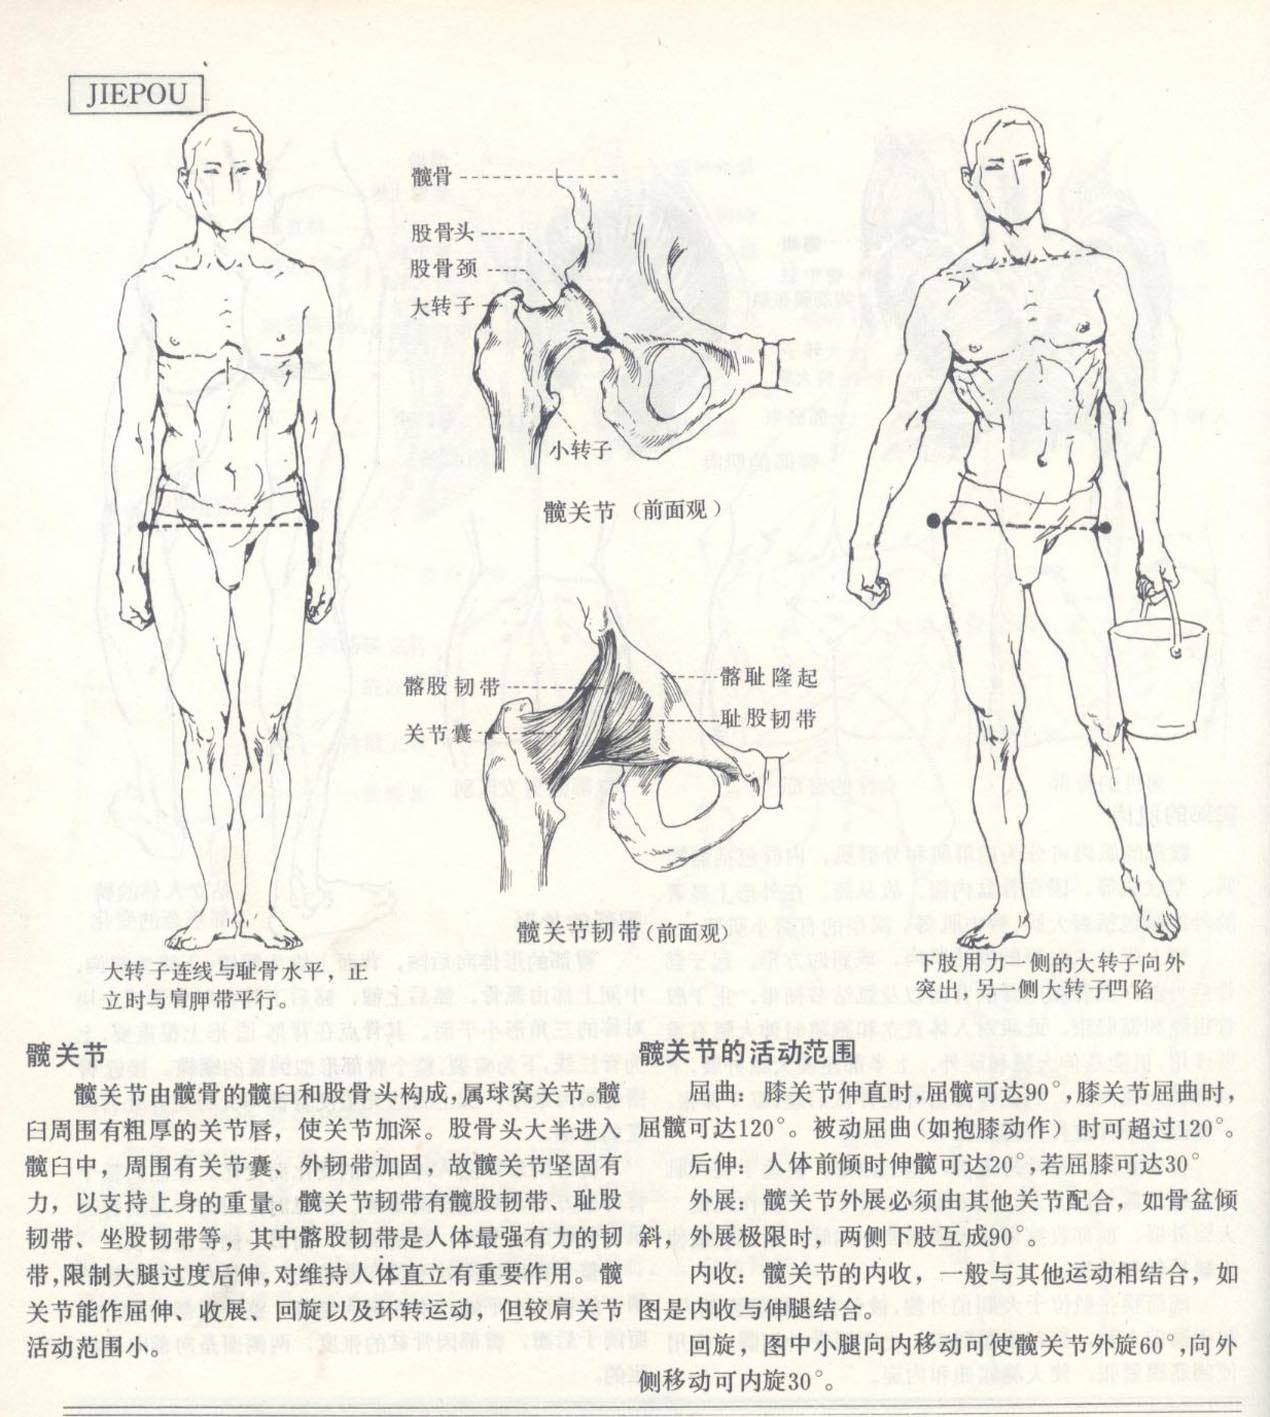 JIEPOU
髋骨
股骨头
股骨颈
大转子
小转子
髋关节（前面观）
髂股韧带
关节囊
髂耻隆起
耻股韧带
髋关节韧带(前面观)
大转子连线与耻骨水平，正
立时与肩胛带平行。
下肢用力一侧的大转子向外
突出，另一侧大转子凹陷
髋关节
髋关节由髋骨的髋臼和股骨头构成，属球窝关节。髋
臼周围有粗厚的关节唇，使关节加深。股骨头大半进入
髋臼中，周围有关节囊、外韧带加固，故髋关节坚固有
力，以支持上身的重量。髋关节韧带有髋股韧带、耻股
韧带、坐股韧带等，其中髂股韧带是人体最强有力的韧
带，限制大腿过度后伸，对维持人体直立有重要作用。髋
关节能作屈伸、收展、回旋以及环转运动，但较肩关节
活动范围小。
髋关节的活动范围
屈曲：膝关节伸直时，屈髋可达90°，膝关节屈曲时，
屈髋可达120°。被动屈曲(如抱膝动作) 时可超过120°。
后伸：人体前倾时伸髋可达20°，若屈膝可达30°
外展：髋关节外展必须由其他关节配合，如骨盆倾
斜，外展极限时，两侧下肢互成90°。
内收：髋关节的内收，一般与其他运动相结合，如
图是内收与伸腿结合。
回旋，图中小腿向内移动可使髋关节外旋60°，向外
侧移动可内旋30°。